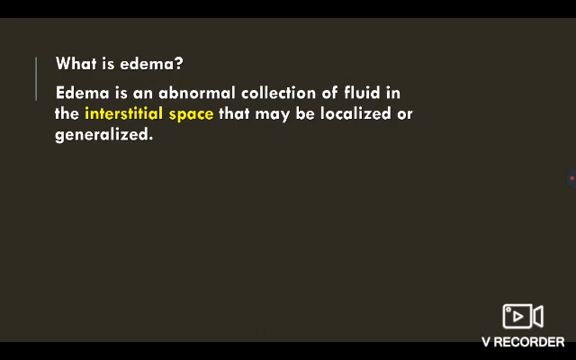 What is edema?
Edema is an abnormal collection of fluid in
the interstitial space that may be localized or
generalized.
V RECORDER